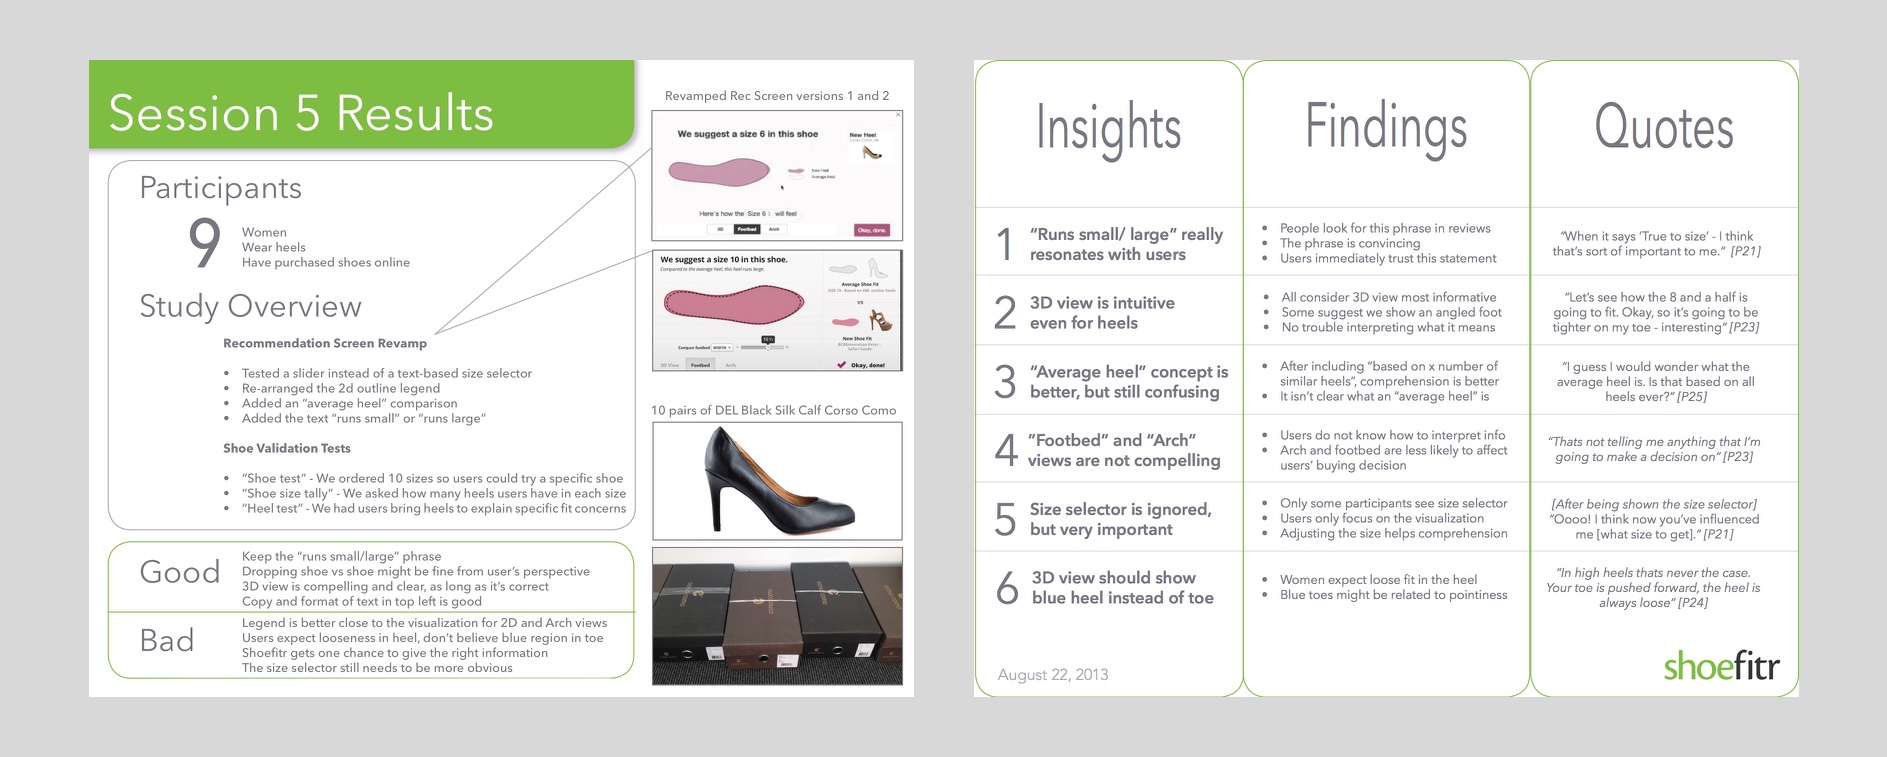 Session 5 Results
Participants
9
Women
Wear heels
Have purchased shoes online
Study Overview
Recommendation Screen Revamp
• Tested a slider instead of a text-based size selector
• Re-arranged the 2d outline legend
• Added an “average heel” comparison
• Added the text “runs small” or “runs large”
Shoe Validation Tests
• “Shoe test” - We ordered 10 sizes so users could try a specific shoe
• “Shoe size tally” - We asked how many heels users have in each size
• “Heel test” - We had users bring heels to explain specific fit concerns
Good
Keep the “runs small/large” phrase
Dropping shoe vs shoe might be fine from user’s perspective
3D view is compelling and clear, as long as it’s correct
Copy and format of text in top left is good
Bad
Legend is better close to the visualization for 2D and Arch views
Users expect looseness in heel, don’t believe blue region in toe
Shoefitr gets one chance to give the right information
The size selector still needs to be more obvious
Revamped Rec Screen versions 1 and 2
We suggest a size 6 in this shoe
New Heel
Average Heel
Here's how the Size 6 will feel
3D
Footbed
Arch
Okay, done.
We suggest a size 10 in this shoe.
Compared to the average heel, this heel runs large.
Average Shoe Fit
VS
New Shoe Fit
Compare footbed WIDTH
10 ½
3D View
Footbed
Arch
Okay, done!
10 pairs of DEL Black Silk Calf Corso Como
Insights
Findings
Quotes
1
“Runs small/ large” really
resonates with users
• People look for this phrase in reviews
• The phrase is convincing
• Users immediately trust this statement
“When it says ‘True to size’ - I think
that’s sort of important to me.” [P21]
2
3D view is intuitive
even for heels
• All consider 3D view most informative
• Some suggest we show an angled foot
• No trouble interpreting what it means
“Let’s see how the 8 and a half is
going to fit. Okay, so it’s going to be
tighter on my toe - interesting” [P23]
3
“Average heel” concept is
better, but still confusing
• After including “based on x number of
similar heels”, comprehension is better
• It isn’t clear what an “average heel” is
“I guess I would wonder what the
average heel is. Is that based on all
heels ever?” [P25]
4
”Footbed” and “Arch”
views are not compelling
• Users do not know how to interpret info
• Arch and footbed are less likely to affect
users’ buying decision
“Thats not telling me anything that I’m
going to make a decision on” [P23]
5
Size selector is ignored,
but very important
• Only some participants see size selector
• Users only focus on the visualization
• Adjusting the size helps comprehension
[After being shown the size selector]
“Oooo! I think now you’ve influenced
me [what size to get].” [P21]
6
3D view should show
blue heel instead of toe
• Women expect loose fit in the heel
• Blue toes might be related to pointiness
“In high heels thats never the case.
Your toe is pushed forward, the heel is
always loose” [P24]
August 22, 2013
shoefitr